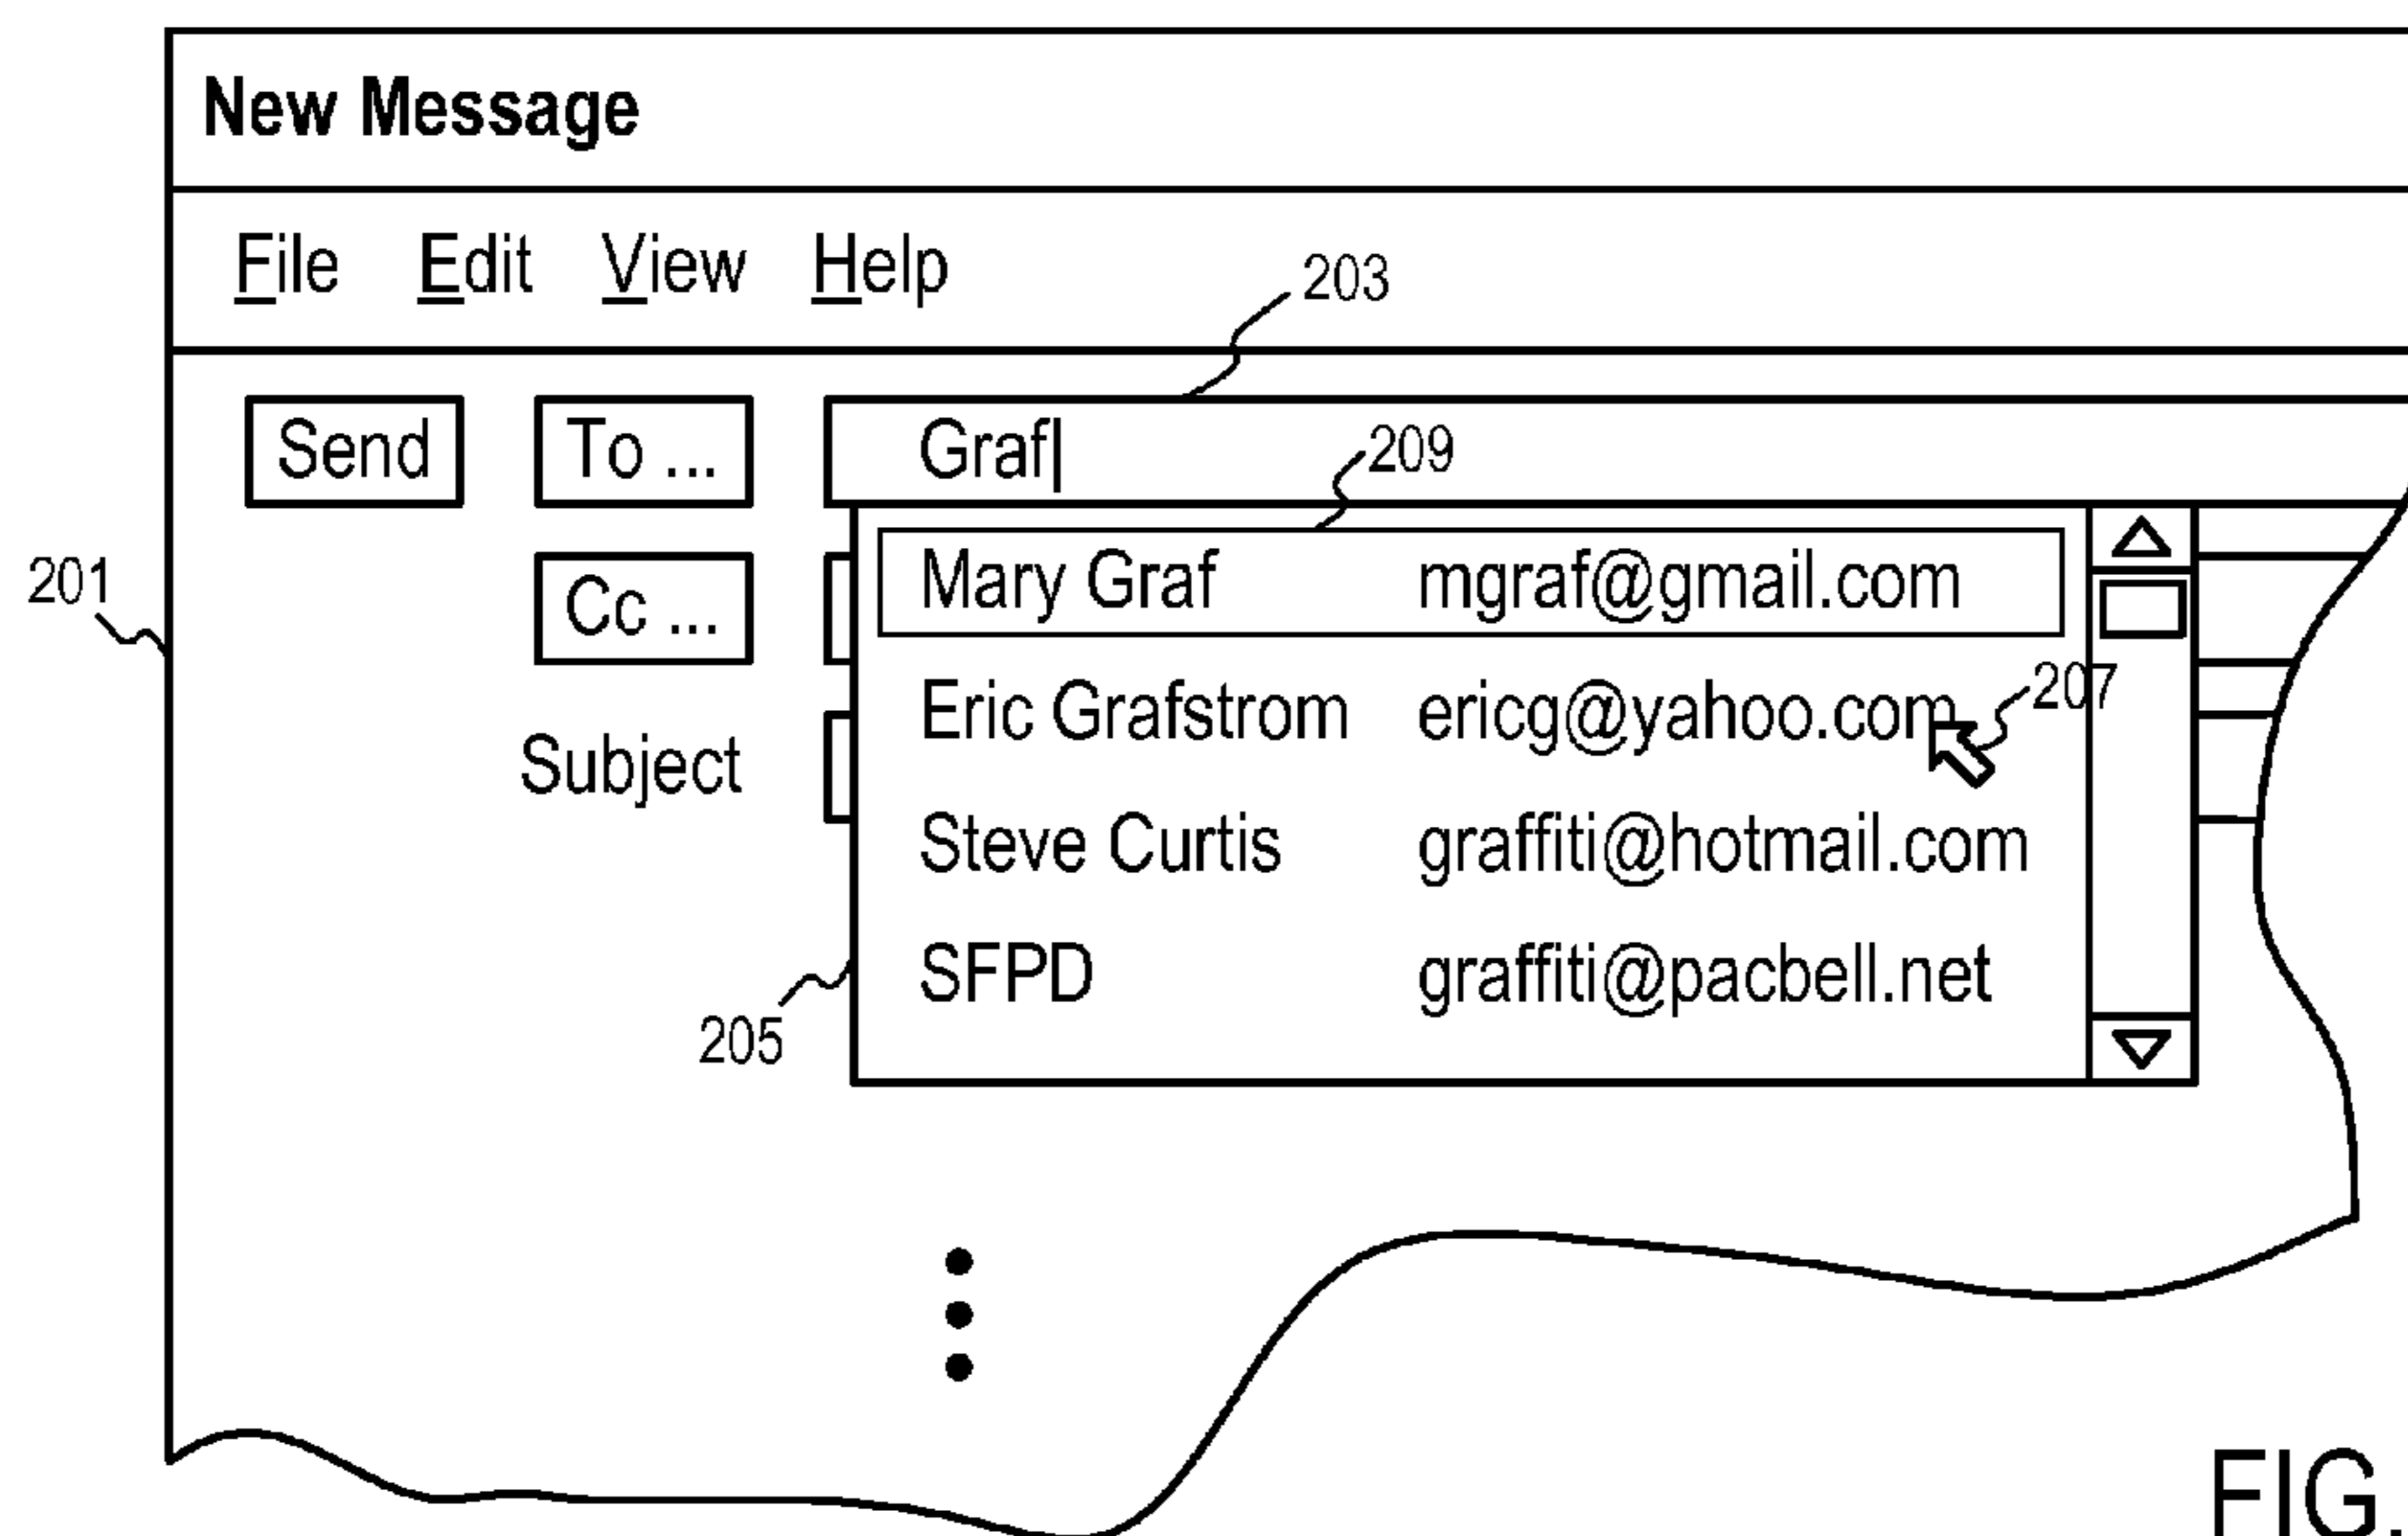 New Message
File Edit View Help
203
Send To ... Graf
209
201
Cc ...
Mary Graf mgraf@gmail.com
207
Eric Grafstrom ericg@yahoo.com
Subject
Steve Curtis graffiti@hotmail.com
SFPD graffiti@pacbell.net
205
FIG.